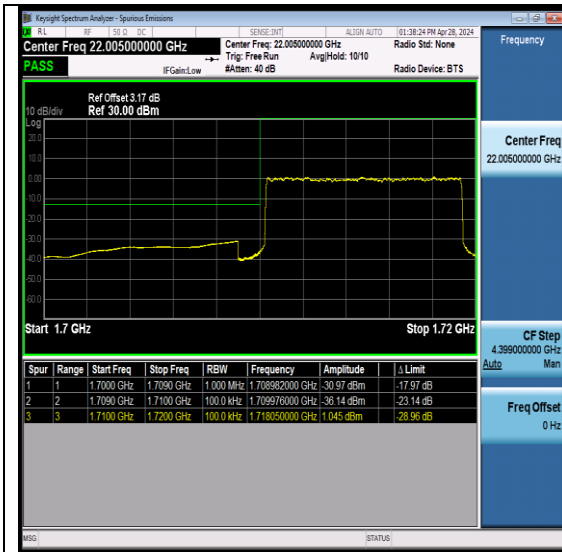 Keysight Spectrum Analyzer - Spurious Emissions
RL RF 50 Ω DC SENSE:INT ALIGN AUTO 01:38:24 PM Apr 28, 2024
Center Freq 22.005000000 GHz
Center Freq: 22.005000000 GHz
Radio Std: None
Trig: Free Run Avg|Hold: 10/10
PASS
IFGain:Low #Atten: 40 dB Radio Device: BTS
Ref Offset 3.17 dB
10 dB/div Ref 30.00 dBm
Log
20.0
10.0
0.00
-10.0
-20.0
-30.0
-40.0
-50.0
-60.0
Start 1.7 GHz Stop 1.72 GHz
Spur Range Start Freq Stop Freq RBW Frequency Amplitude Δ Limit
1 1 1.7000 GHz 1.7090 GHz 1.000 MHz 1.708982000 GHz -30.97 dBm -17.97 dB
2 2 1.7090 GHz 1.7100 GHz 100.0 kHz 1.709976000 GHz -36.14 dBm -23.14 dB
3 3 1.7100 GHz 1.7200 GHz 100.0 kHz 1.718050000 GHz 1.045 dBm -28.96 dB
Frequency
Center Freq
22.005000000 GHz
CF Step
4.399000000 GHz
Auto Man
Freq Offset
0 Hz
MSG STATUS